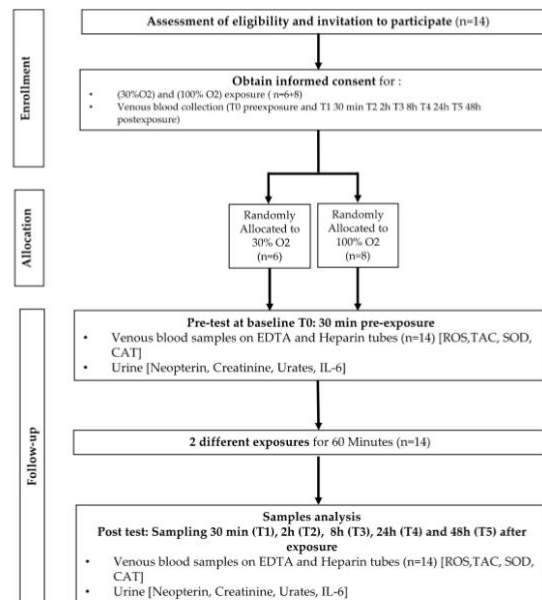 Assessment of eligibility and invitation to participate (n=14)
Enrollment
Obtain informed consent for :
• (30%O2) and (100% O2) exposure ( n=6+8)
• Venous blood collection (T0 preexposure and T1 30 min T2 2h T3 8h T4 24h T5 48h
postexposure)
Allocation
Randomly
Allocated to
30% O2
(n=6)
Randomly
Allocated to
100% O2
(n=8)
Follow-up
Pre-test at baseline T0: 30 min pre-exposure
• Venous blood samples on EDTA and Heparin tubes (n=14) [ROS,TAC, SOD,
CAT]
• Urine [Neopterin, Creatinine, Urates, IL-6]
2 different exposures for 60 Minutes (n=14)
Samples analysis
Post test: Sampling 30 min (T1), 2h (T2), 8h (T3), 24h (T4) and 48h (T5) after
exposure
• Venous blood samples on EDTA and Heparin tubes (n=14) [ROS,TAC, SOD,
CAT]
• Urine [Neopterin, Creatinine, Urates, IL-6]